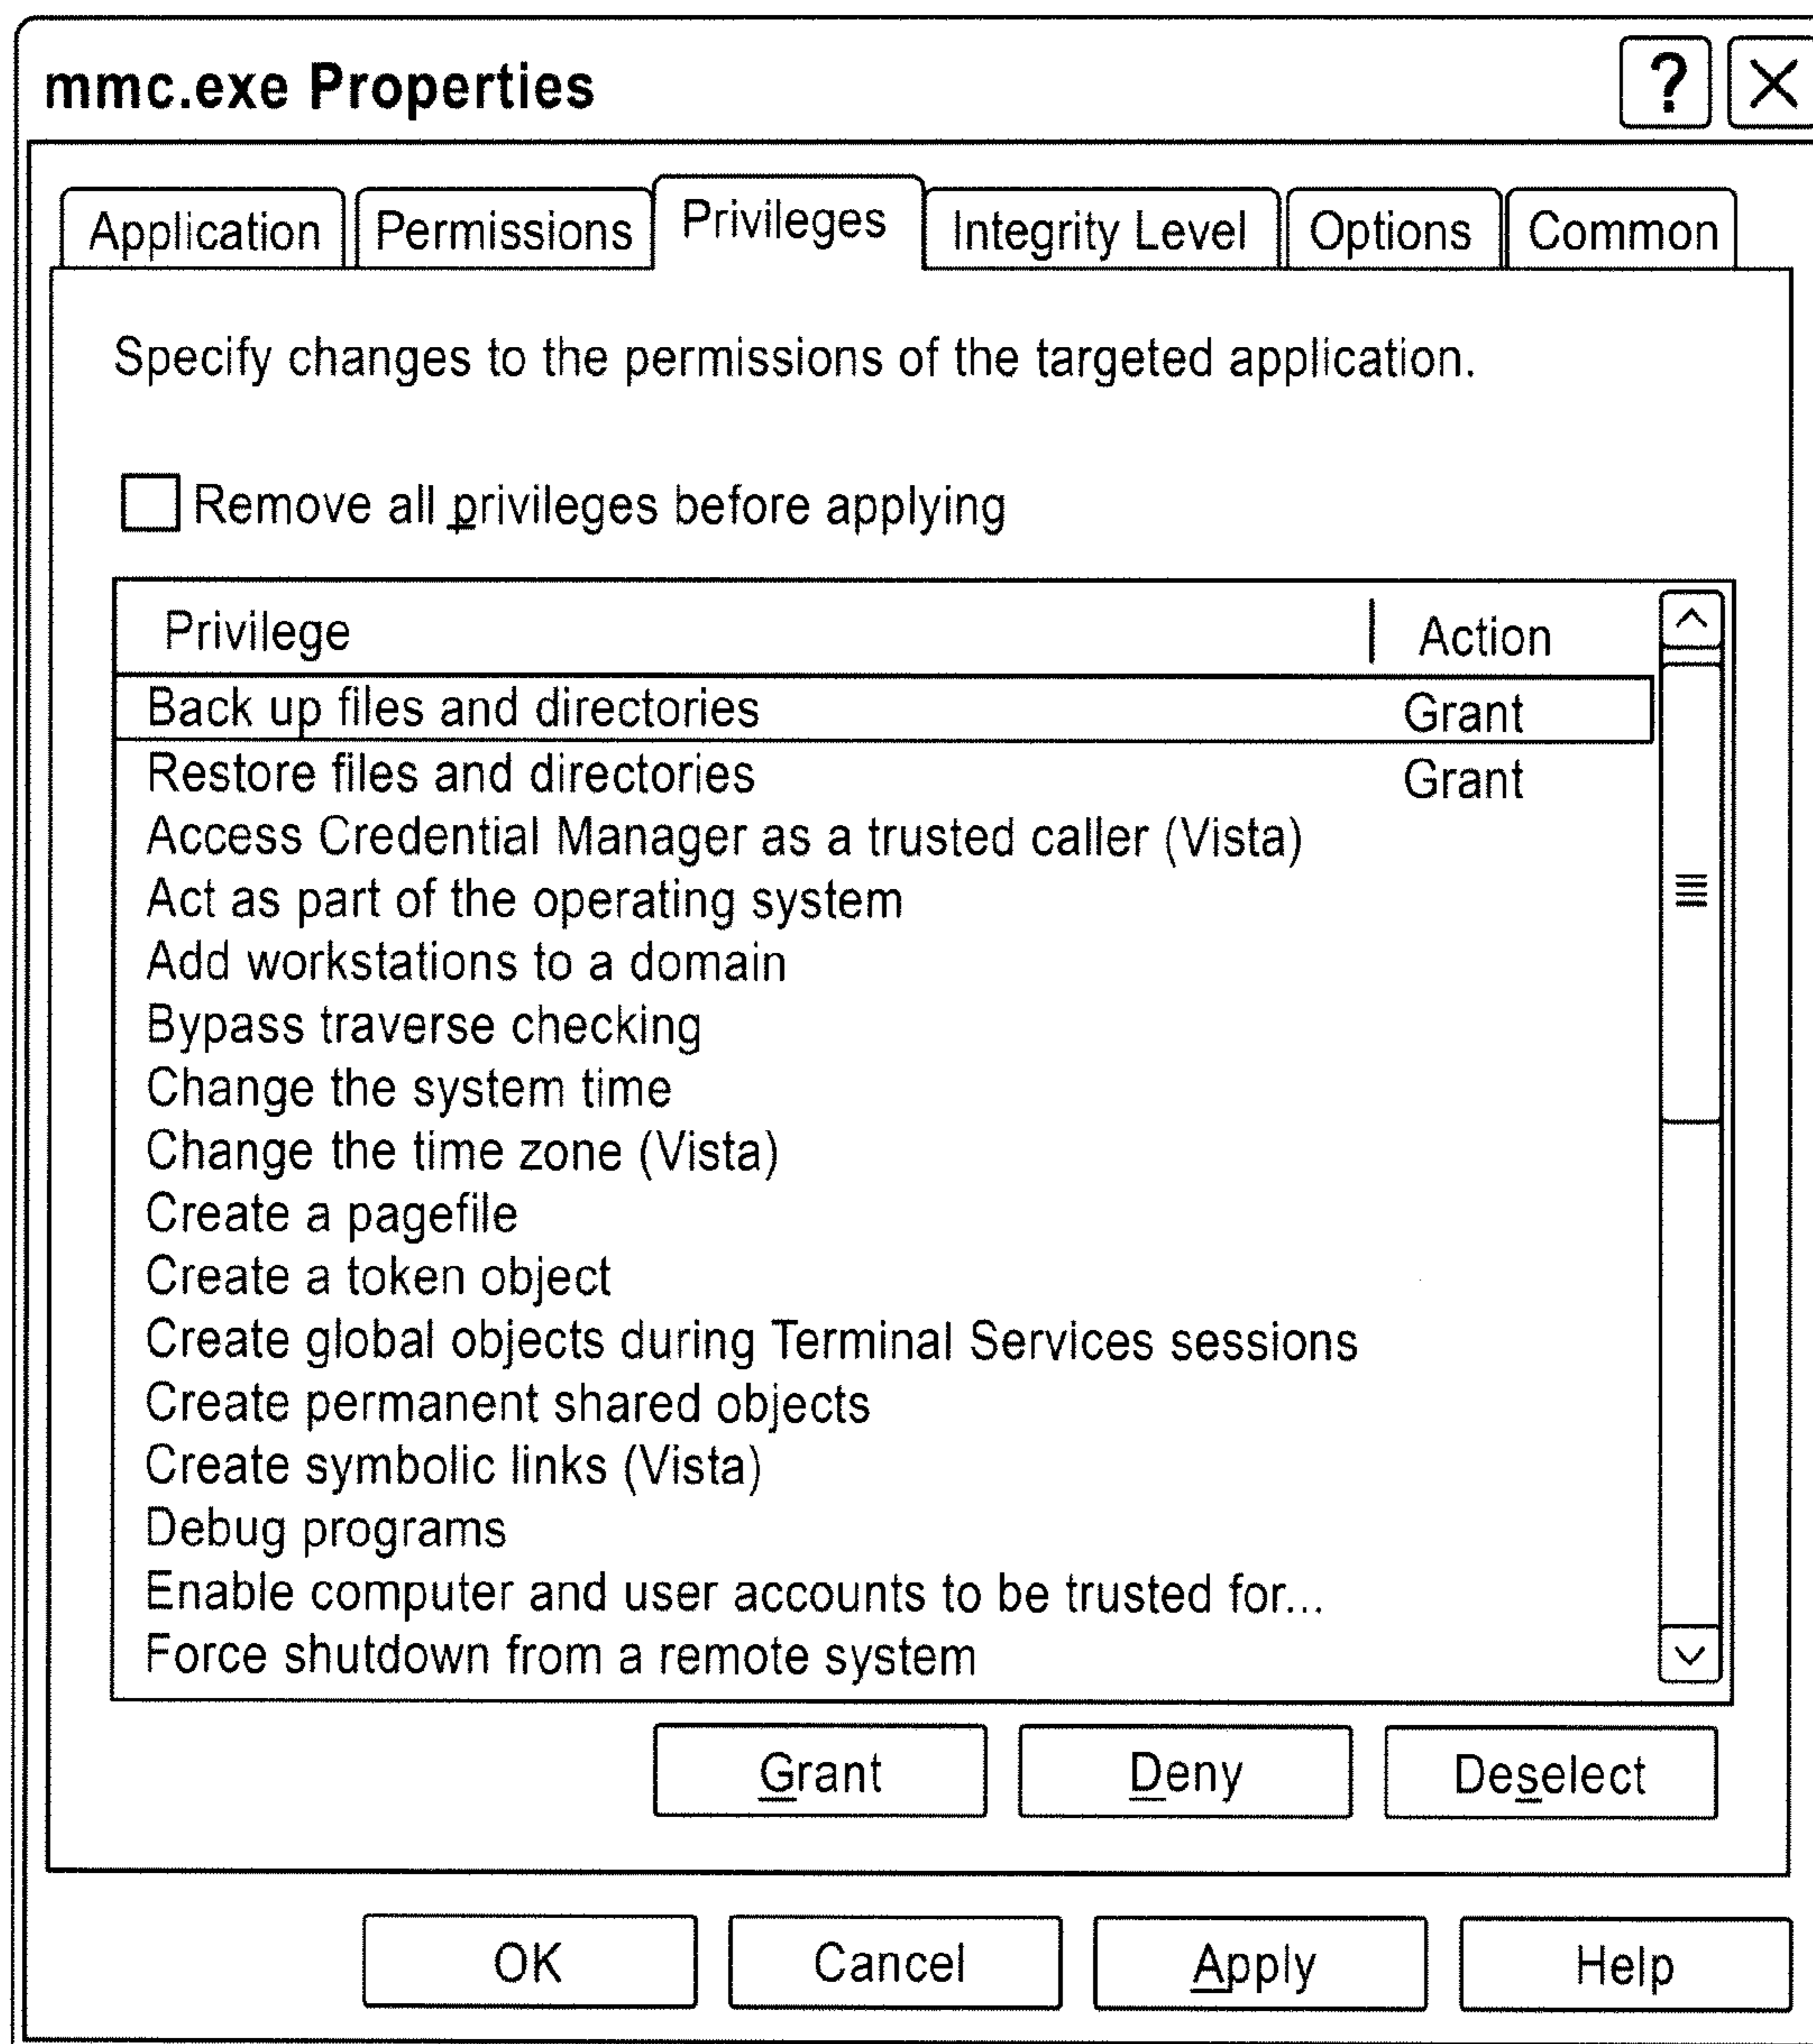 mmc.exe Properties ? X
Application Permissions Privileges Integrity Level Options Common
Specify changes to the permissions of the targeted application.
Remove all privileges before applying
Privilege Action
Back up files and directories Grant
Restore files and directories Grant
Access Credential Manager as a trusted caller (Vista)
Act as part of the operating system
Add workstations to a domain
Bypass traverse checking
Change the system time
Change the time zone (Vista)
Create a pagefile
Create a token object
Create global objects during Terminal Services sessions
Create permanent shared objects
Create symbolic links (Vista)
Debug programs
Enable computer and user accounts to be trusted for...
Force shutdown from a remote system
Grant Deny Deselect
OK Cancel Apply Help